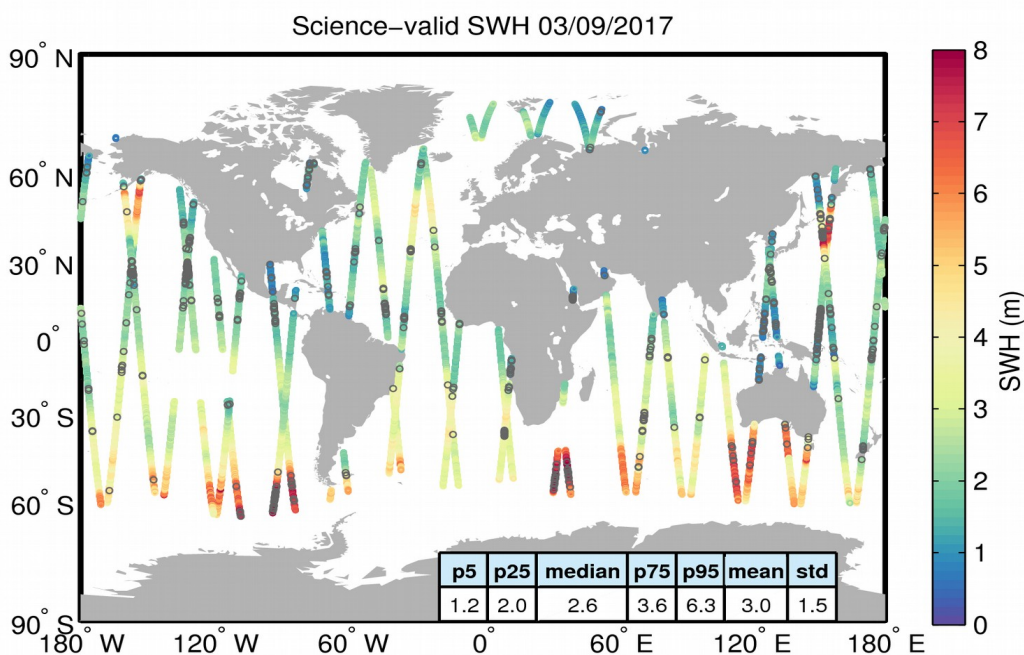 Science−valid SWH 03/09/2017
90° N
60° N
30° N
0°
30° S
60° S
90° S
180° W
120° W
60° W
0°
60° E
120° E
180° E
p5 p25 median p75 p95 mean std
1.2 2.0 2.6 3.6 6.3 3.0 1.5
8
7
6
5
4
3
2
1
0
SWH (m)